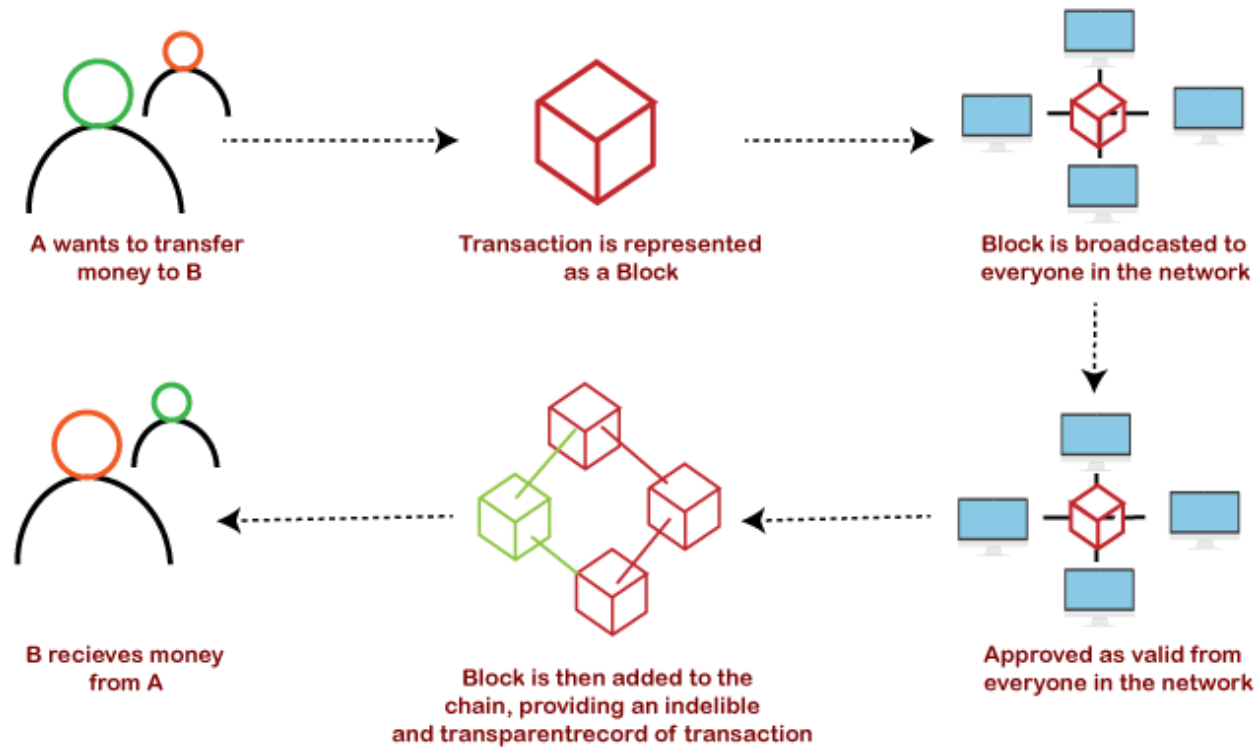 A wants to transfer
money to B
Transaction is represented
as a Block
Block is broadcasted to
everyone in the network
Approved as valid from
everyone in the network
Block is then added to the
chain, providing an indelible
and transparentrecord of transaction
B recieves money
from A